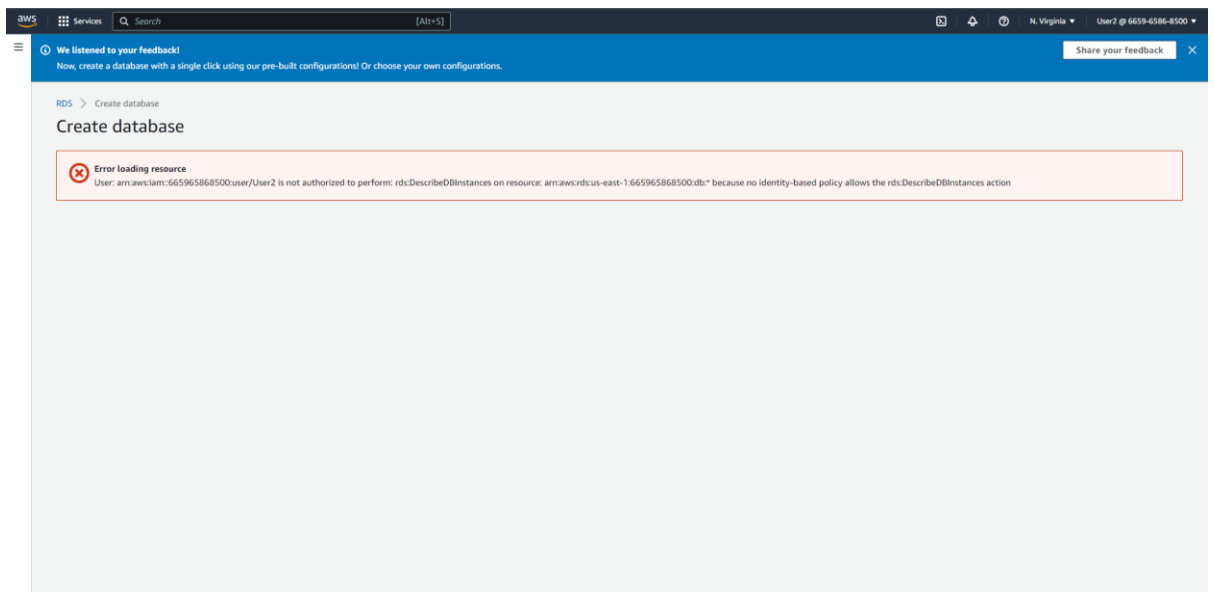 aws
Services
Search
[Alt+S]
N. Virginia
User2 @ 6659-6586-8500
We listened to your feedback!
Now, create a database with a single click using our pre-built configurations! Or choose your own configurations.
Share your feedback
RDS > Create database
Create database
Error loading resource
User: arn:aws:iam::665965868500:user/User2 is not authorized to perform: rds:DescribeDBInstances on resource: arn:aws:rds:us-east-1:665965868500:db:* because no identity-based policy allows the rds:DescribeDBInstances action